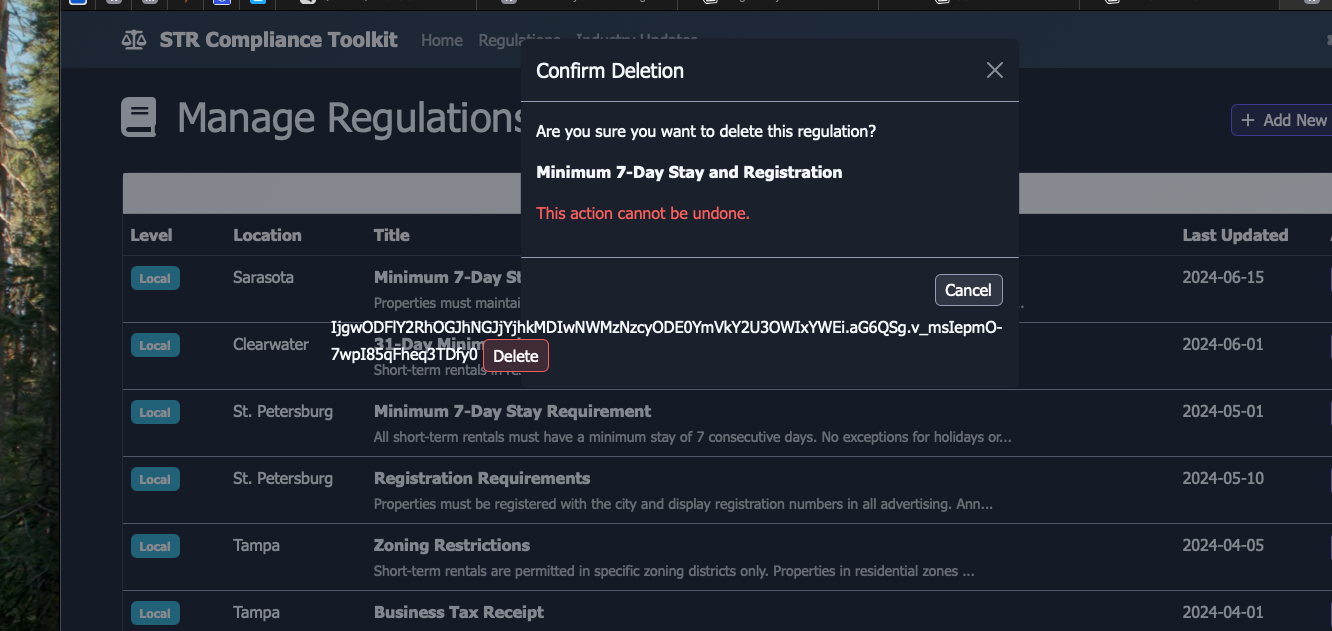 STR Compliance Toolkit Home Regulations Industry Updates
Confirm Deletion
Manage Regulations
Add New
Are you sure you want to delete this regulation?
Minimum 7-Day Stay and Registration
This action cannot be undone.
Level Location Title Last Updated
Local Sarasota Minimum 7-Day St 2024-06-15
Properties must maintai
Cancel
IjgwODFlY2RhOGJhNGJjYjhkMDIwNWMzNzcyODE0YmVkY2U3OWIxYWEi.aG6QSg.v_msIepmO-
7wpI85qFheq3TDfy0 Delete
Local Clearwater 31-Day Minim 2024-06-01
Short-term rentals in
Local St. Petersburg Minimum 7-Day Stay Requirement 2024-05-01
All short-term rentals must have a minimum stay of 7 consecutive days. No exceptions for holidays or...
Local St. Petersburg Registration Requirements 2024-05-10
Properties must be registered with the city and display registration numbers in all advertising. Ann...
Local Tampa Zoning Restrictions 2024-04-05
Short-term rentals are permitted in specific zoning districts only. Properties in residential zones ...
Local Tampa Business Tax Receipt 2024-04-01